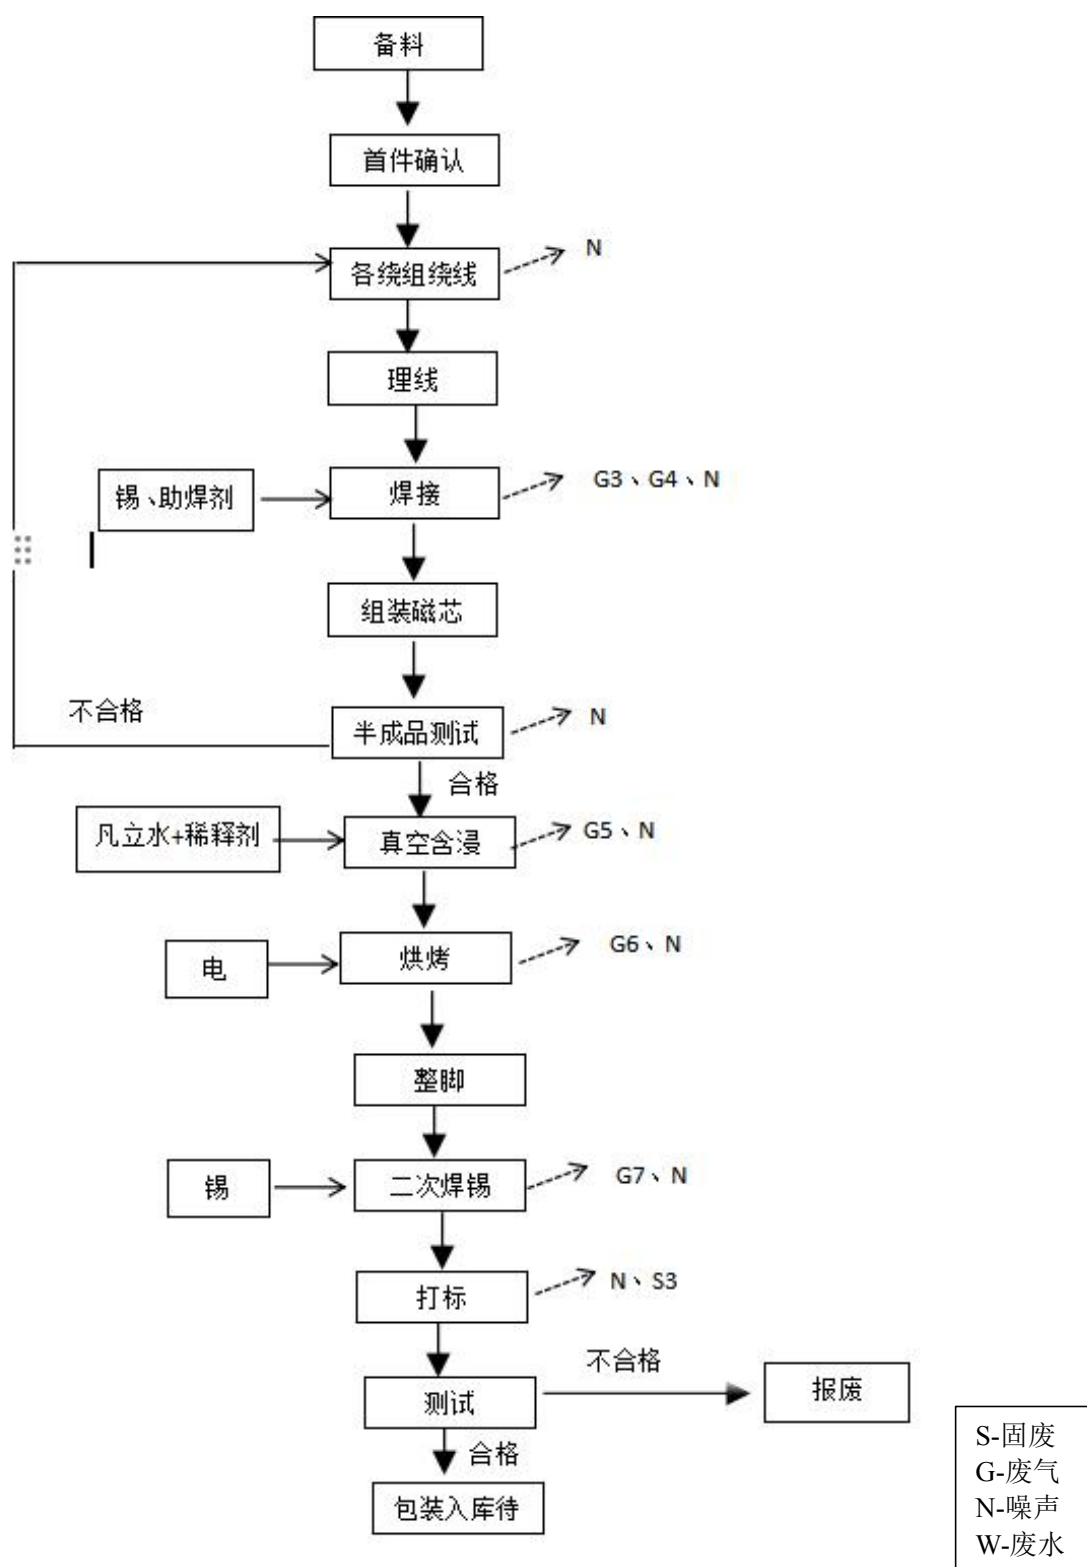 备料
首件确认
各绕组绕线
N
理线
锡、助焊剂
焊接
G3、G4、N
组装磁芯
不合格
半成品测试
N
合格
凡立水+稀释剂
真空含浸
G5、N
电
烘烤
G6、N
整脚
锡
二次焊锡
G7、N
打标
N、S3
测试
不合格
报废
合格
包装入库待
S-固废
G-废气
N-噪声
W-废水